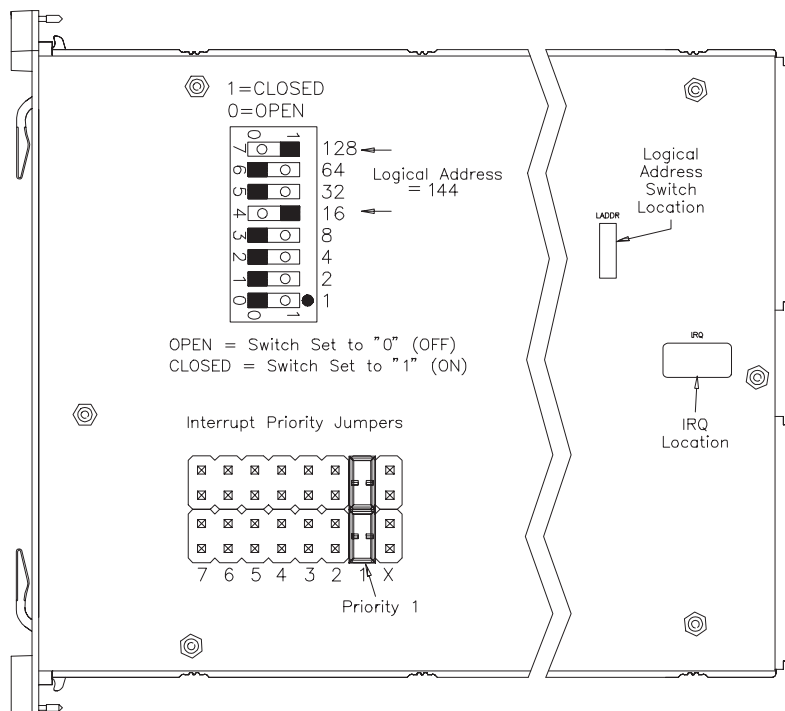 1=CLOSED
0=OPEN
0 1
7 128
6 64
5 32
4 16
3 8
2 4
1 2
0 1
0 1
Logical Address
= 144
OPEN = Switch Set to "0" (OFF)
CLOSED = Switch Set to "1" (ON)
Interrupt Priority Jumpers
7 6 5 4 3 2 1 X
Priority 1
Logical
Address
Switch
Location
LADDR
IRQ
IRQ
Location